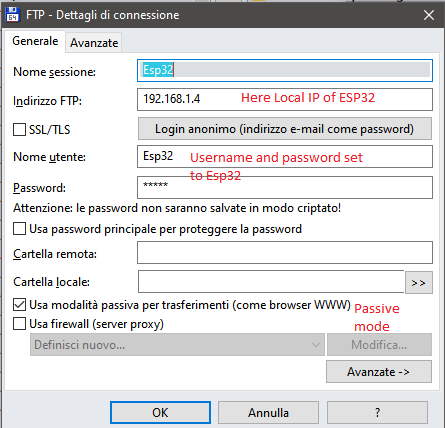 FTP - Dettagli di connessione
Generale Avanzate
Nome sessione: Esp32
Indirizzo FTP: 192.168.1.4 Here Local IP of ESP32
SSL/TLS Login anonimo (indirizzo e-mail come password)
Nome utente: Esp32 Username and password set
to Esp32
Password: *****
Attenzione: le password non saranno salvate in modo criptato!
Usa password principale per proteggere la password
Cartella remota:
Cartella locale: >>
Usa modalità passiva per trasferimenti (come browser WWW) Passive
mode
Usa firewall (server proxy)
Definisci nuovo... Modifica...
Avanzate ->
OK Annulla ?